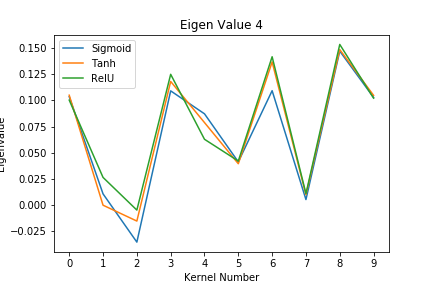 Eigen Value 4
Sigmoid
Tanh
RelU
0.150
0.125
0.100
0.075
0.050
0.025
0.000
−0.025
Eigenvalue
0 1 2 3 4 5 6 7 8 9
Kernel Number